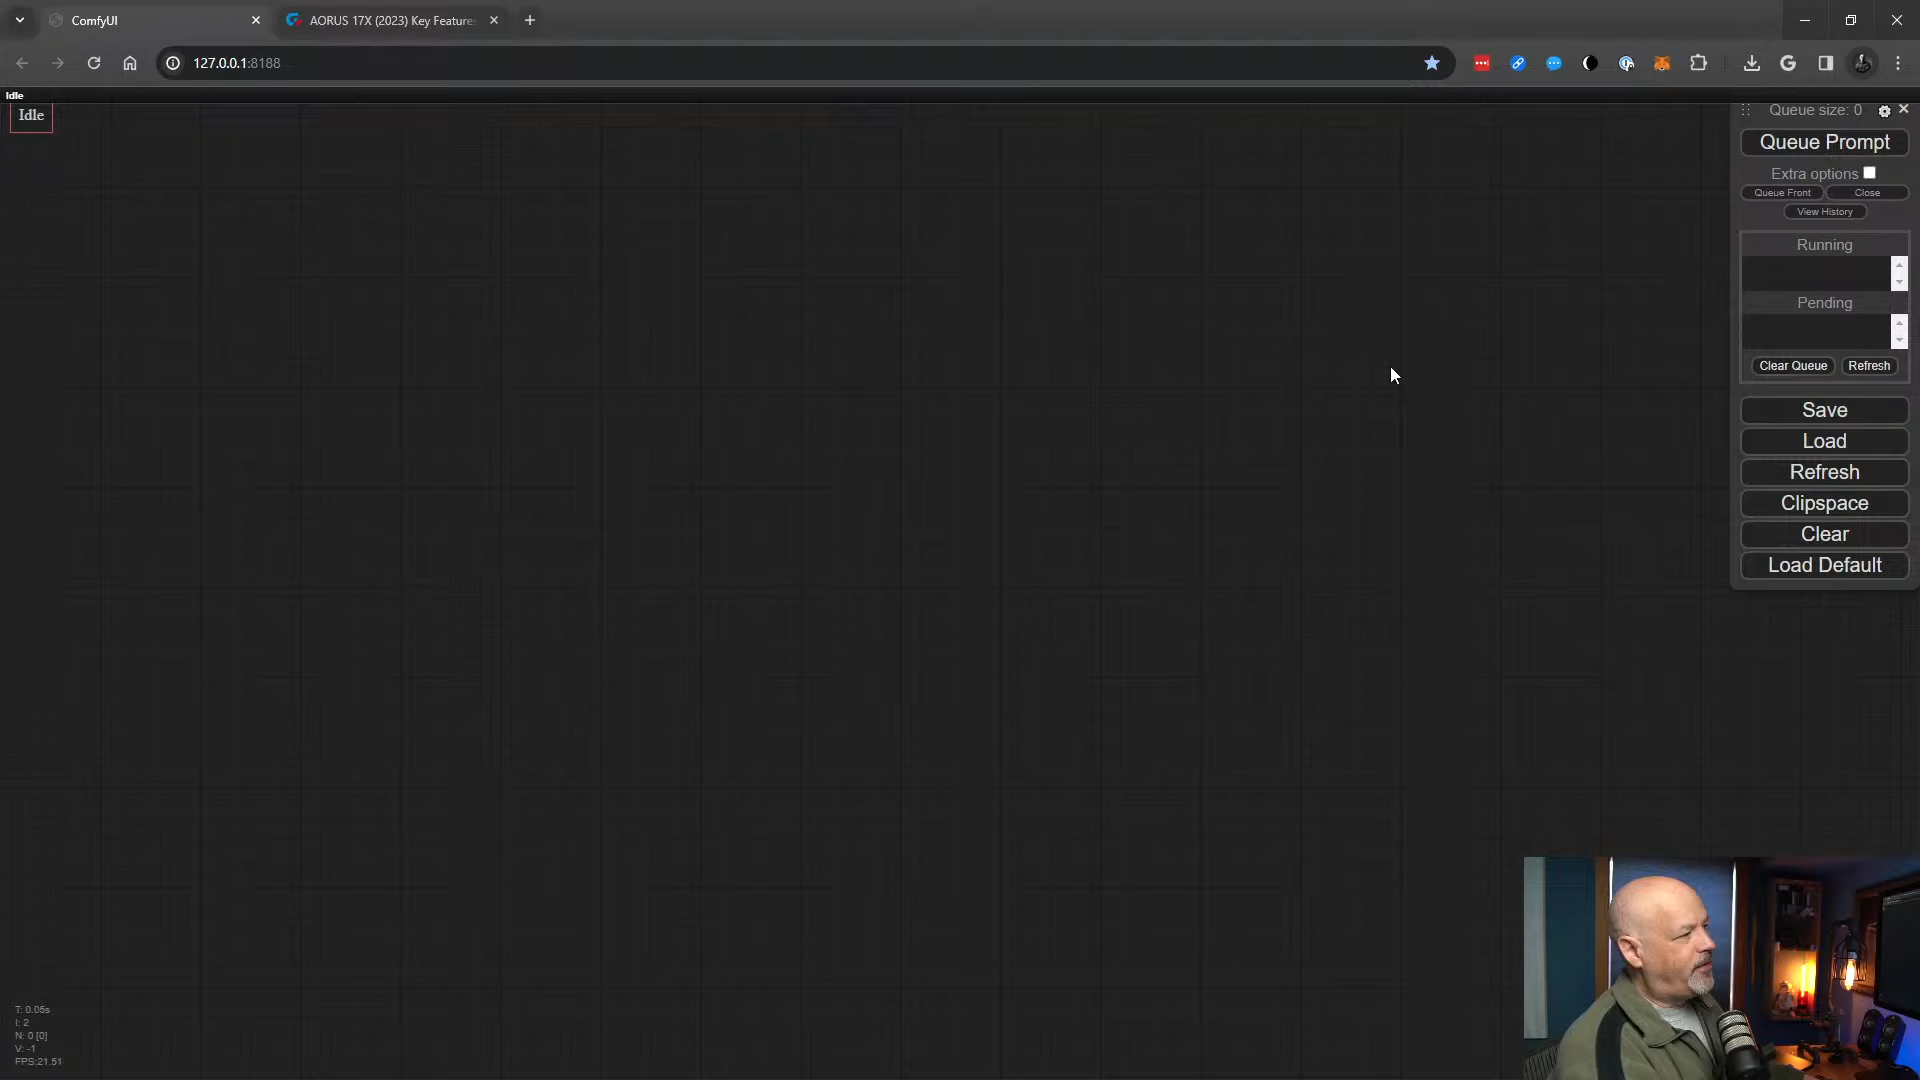 ComfyUI
AORUS 17X (2023) Key Feature
127.0.0.1:8188
Idle
Idle
Queue size: 0
Queue Prompt
Extra options
Queue Front
Close
View History
Running
Pending
Clear Queue
Refresh
Save
Load
Refresh
Clipspace
Clear
Load Default
T: 0.05s
I: 2
N: 0 [0]
V: -1
FPS:21.51